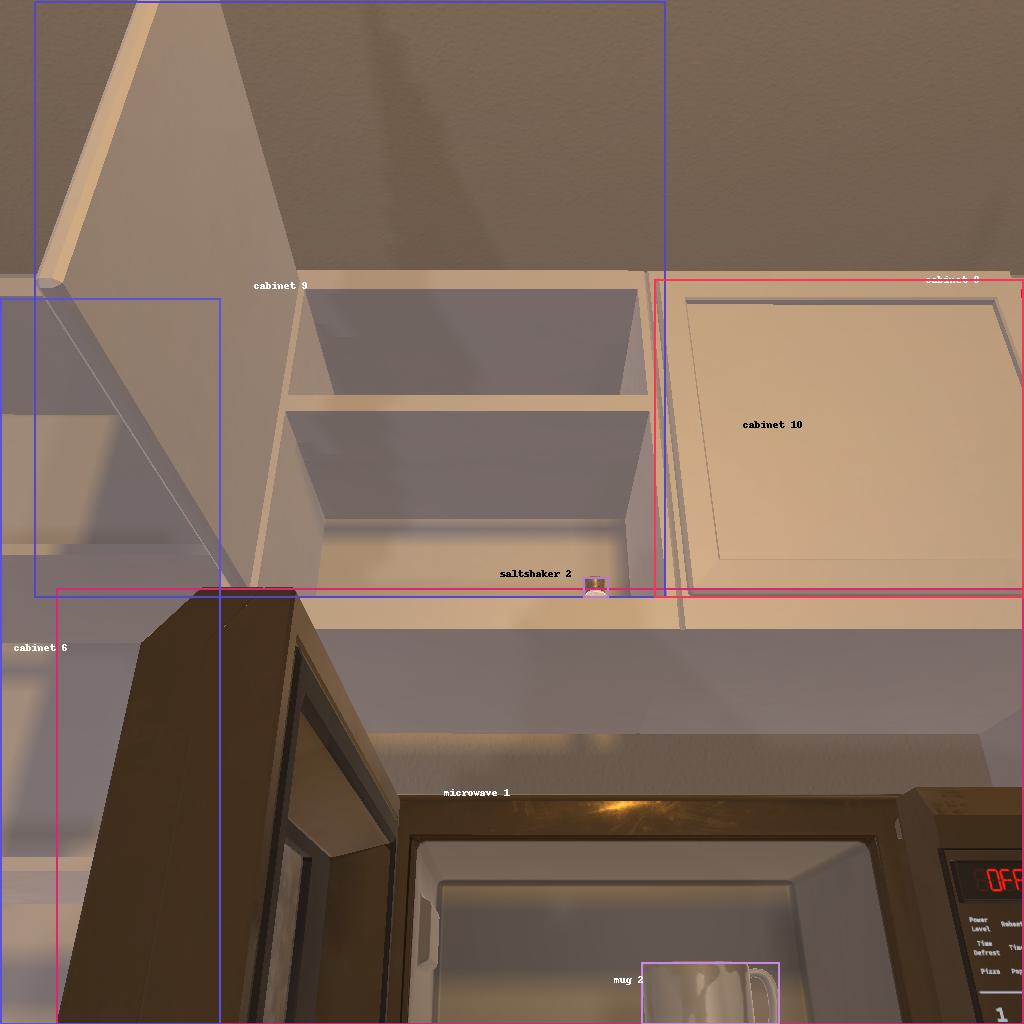 cabinet 9
cabinet 10
saltshaker 2
cabinet 6
microwave 1
OFF
Power
Level
Time
Defrost
Pizza
mug 2
1